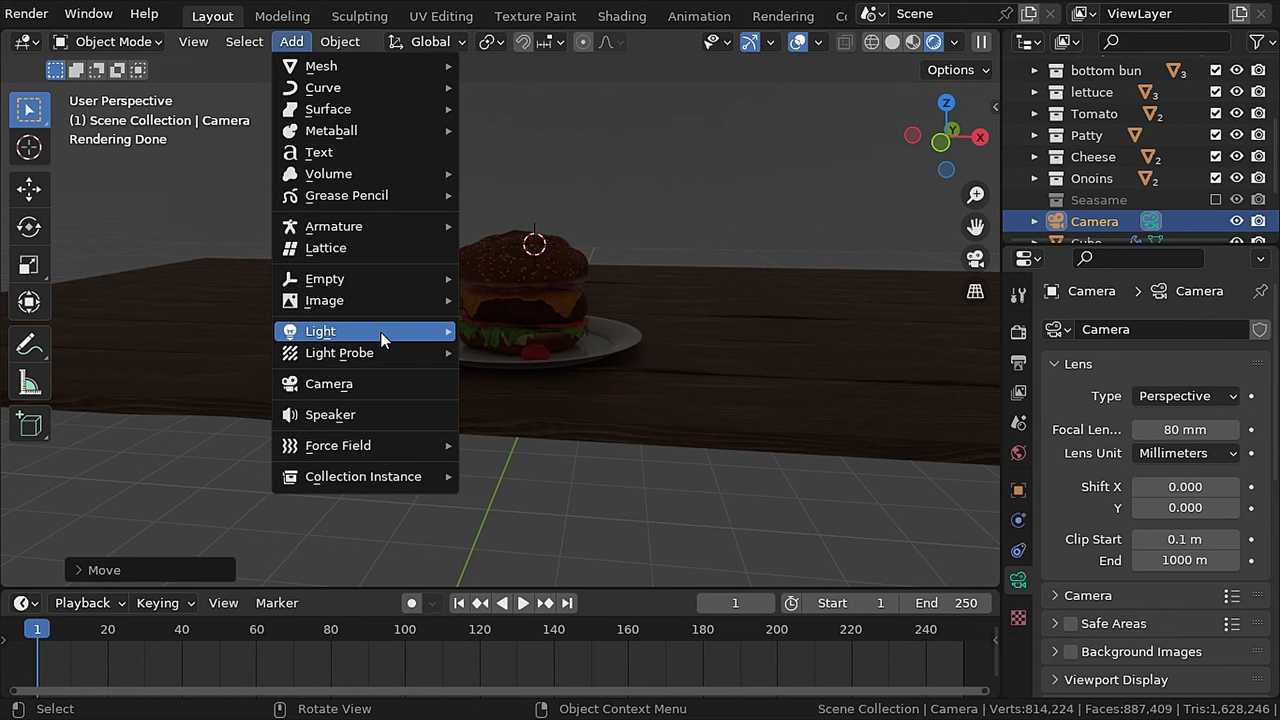 Render Window Help Layout Modeling Sculpting UV Editing Texture Paint Shading Animation Rendering Scene ViewLayer
Object Mode View Select Add Object Global
Options
User Perspective
(1) Scene Collection | Camera
Rendering Done
Mesh
Curve
Surface
Metaball
Text
Volume
Grease Pencil
Armature
Lattice
Empty
Image
Light
Light Probe
Camera
Speaker
Force Field
Collection Instance
Z
Y
X
Move
bottom bun 3
lettuce 3
Tomato 2
Patty
Cheese 2
Onoins 2
Seasame
Camera
Camera > Camera
Camera
Lens
Type Perspective
Focal Len... 80 mm
Lens Unit Millimeters
Shift X 0.000
Y 0.000
Clip Start 0.1 m
End 1000 m
Camera
Safe Areas
Background Images
Viewport Display
Playback Keying View Marker 1 Start 1 End 250
1 20 40 60 80 100 120 140 160 180 200 220 240
Select Rotate View Object Context Menu Scene Collection | Camera | Verts:814,224 | Faces:887,409 | Tris:1,628,246